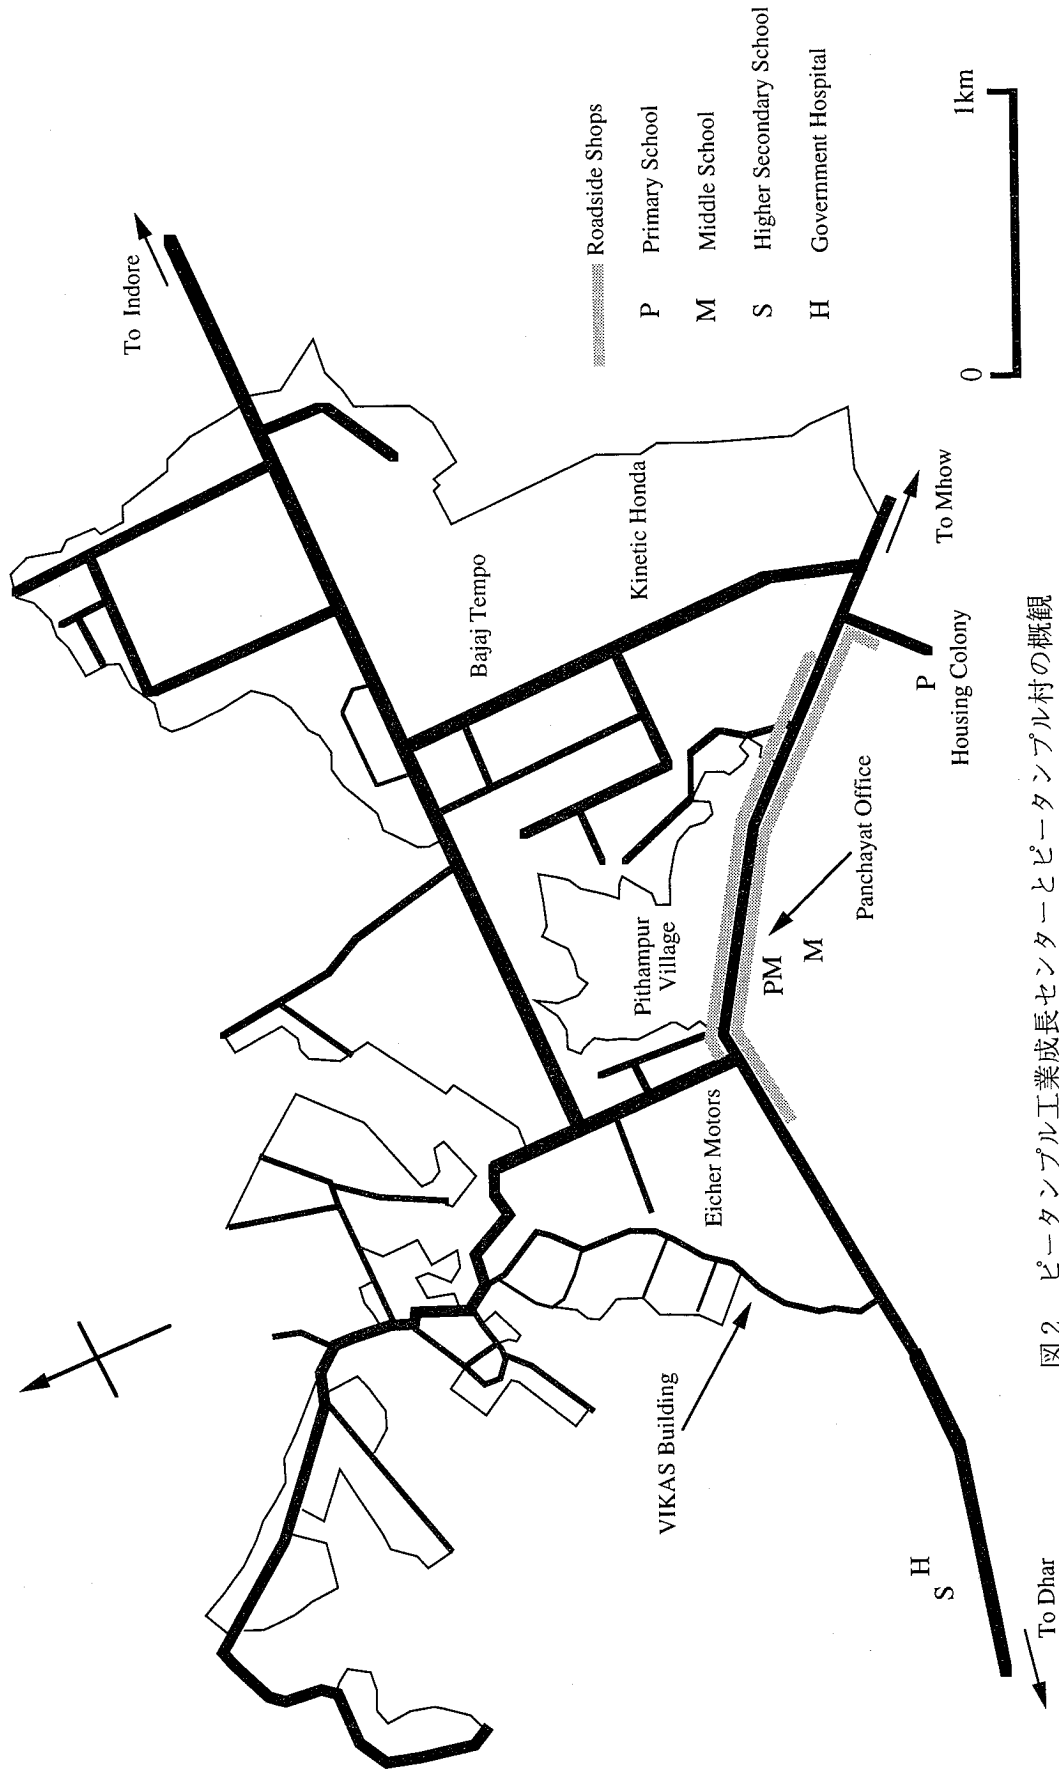 To Indore
Roadside Shops
P Primary School
M Middle School
S Higher Secondary School
H Government Hospital
0 1km
Bajaj Tempo
Kinetic Honda
To Mhow
P
Housing Colony
Pithampur
Village
PM
M
Panchayat Office
Eicher Motors
VIKAS Building
H
S
To Dhar
図2 ピータンプル工業成長センターとピータンプル村の概観